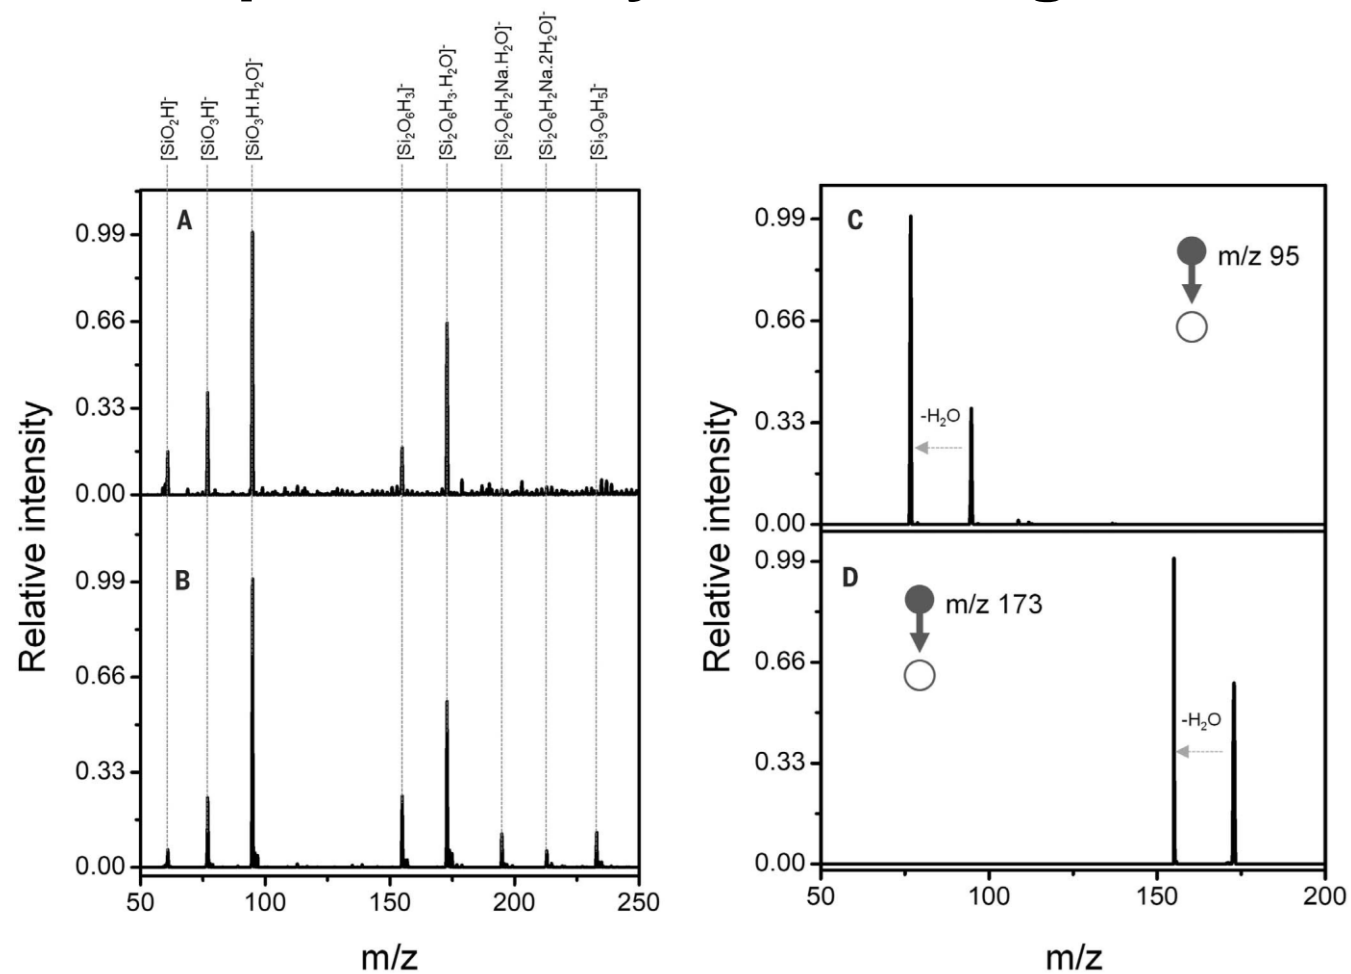 [SiO₂H]⁻
[SiO₃H]⁻
[SiO₃H.H₂O]⁻
[Si₂O₆H₃]⁻
[Si₂O₆H₃.H₂O]⁻
[Si₂O₆H₂Na.H₂O]⁻
[Si₂O₆H₂Na.2H₂O]⁻
[Si₃O₉H₅]⁻
A
0.99
0.66
0.33
0.00
B
0.99
0.66
0.33
0.00
Relative intensity
50 100 150 200 250
m/z
C
0.99
0.66
0.33
0.00
m/z 95
-H₂O
D
0.99
0.66
0.33
0.00
m/z 173
-H₂O
Relative intensity
50 100 150 200
m/z